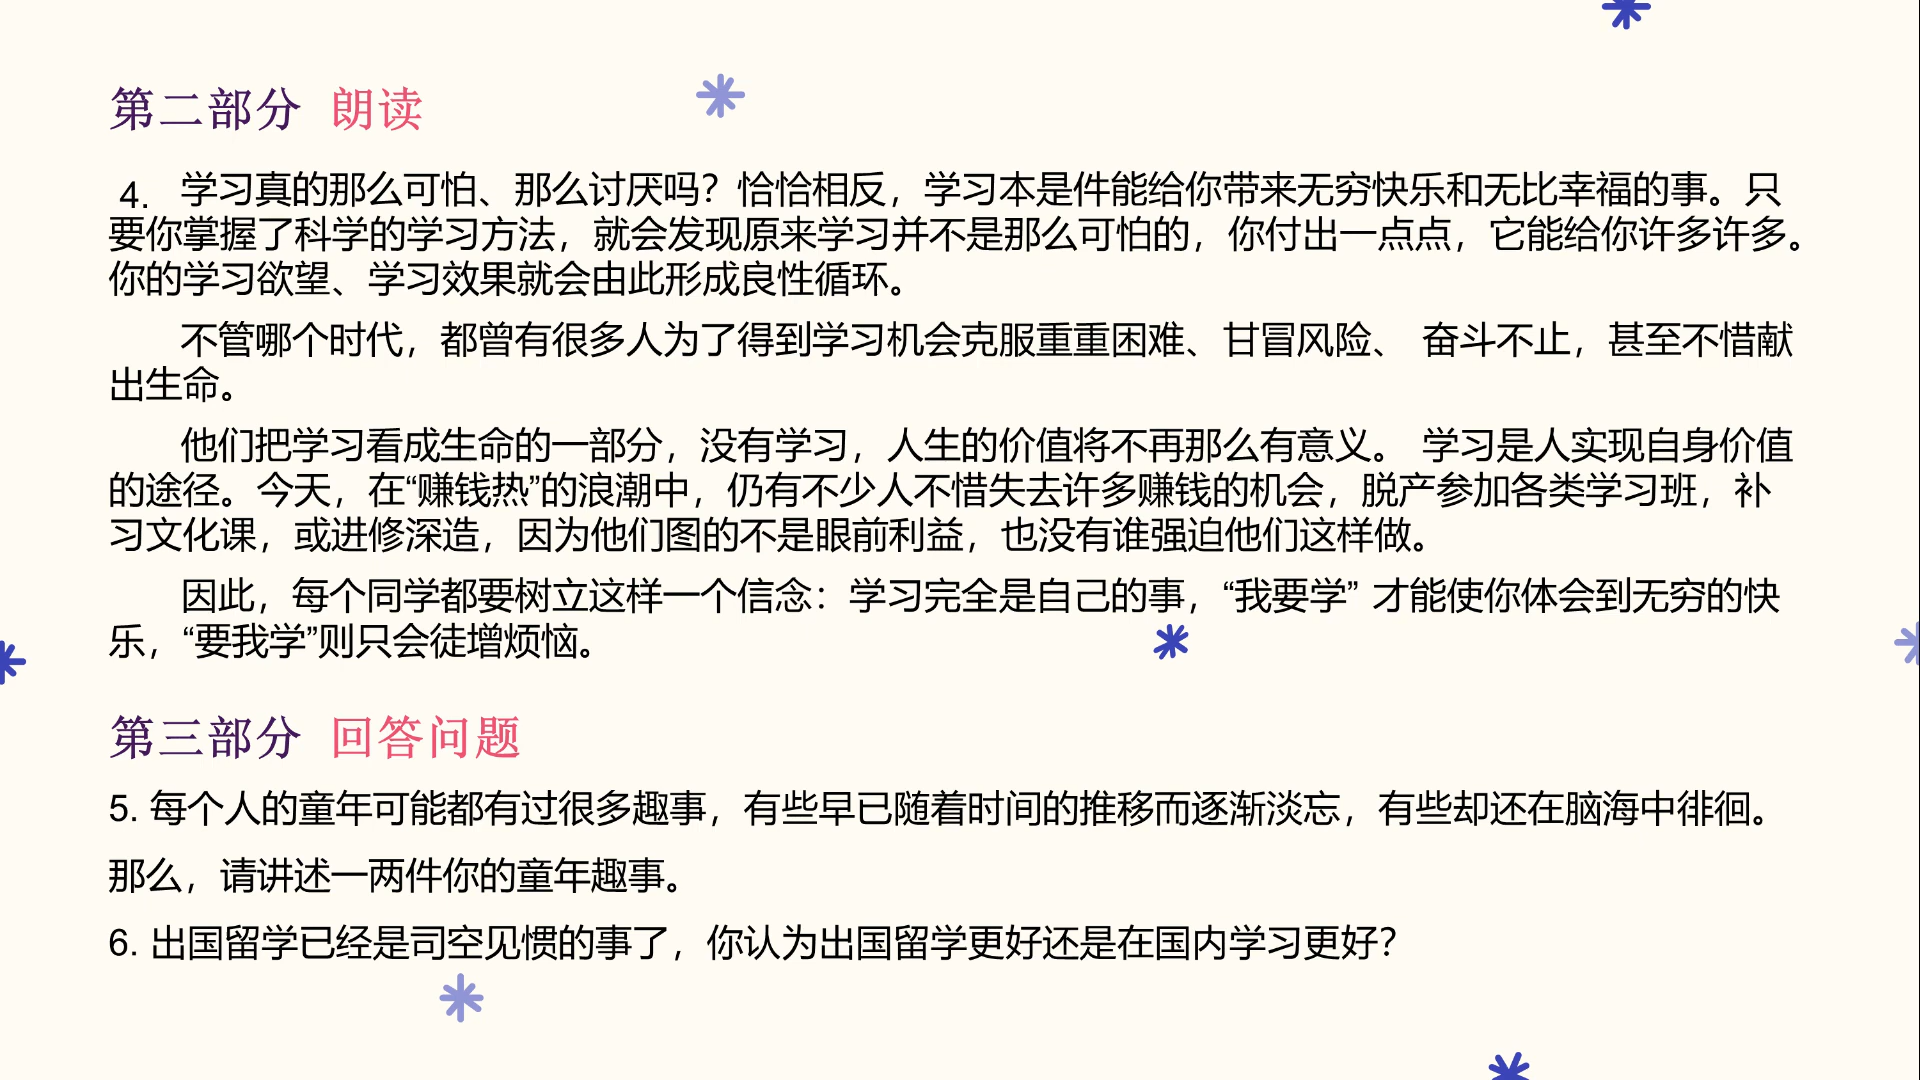 第二部分 朗读
4. 学习真的那么可怕、那么讨厌吗？恰恰相反，学习本是件能给你带来无穷快乐和无比幸福的事。只
要你掌握了科学的学习方法，就会发现原来学习并不是那么可怕的，你付出一点点，它能给你许多许多。
你的学习欲望、学习效果就会由此形成良性循环。
不管哪个时代，都曾有很多人为了得到学习机会克服重重困难、甘冒风险、 奋斗不止，甚至不惜献
出生命。
他们把学习看成生命的一部分，没有学习，人生的价值将不再那么有意义。 学习是人实现自身价值
的途径。今天，在“赚钱热”的浪潮中，仍有不少人不惜失去许多赚钱的机会，脱产参加各类学习班，补
习文化课，或进修深造，因为他们图的不是眼前利益，也没有谁强迫他们这样做。
因此，每个同学都要树立这样一个信念：学习完全是自己的事，“我要学” 才能使你体会到无穷的快
乐，“要我学”则只会徒增烦恼。
第三部分 回答问题
5. 每个人的童年可能都有过很多趣事，有些早已随着时间的推移而逐渐淡忘，有些却还在脑海中徘徊。
那么，请讲述一两件你的童年趣事。
6. 出国留学已经是司空见惯的事了，你认为出国留学更好还是在国内学习更好？